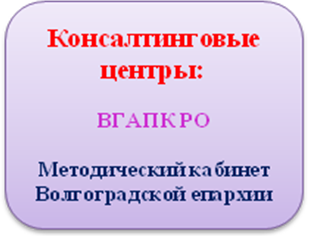 Консалтинговые
центры:
ВГАПКРО
Методический кабинет
Волгоградской епархии